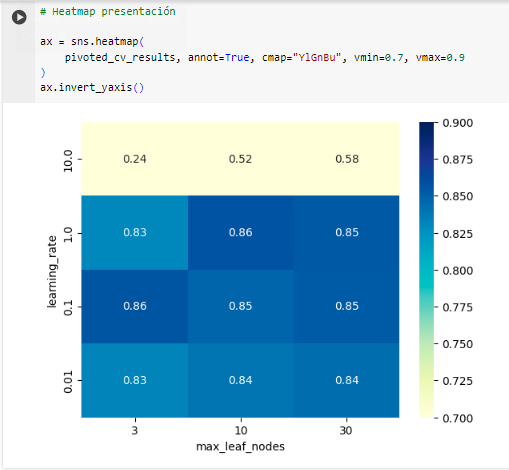 # Heatmap presentación
ax = sns.heatmap(
    pivoted_cv_results, annot=True, cmap="YlGnBu", vmin=0.7, vmax=0.9
)
ax.invert_yaxis()
0.900
0.875
0.850
0.825
0.800
0.775
0.750
0.725
0.700
learning_rate
10.0 0.24 0.52 0.58
1.0 0.83 0.86 0.85
0.1 0.86 0.85 0.85
0.01 0.83 0.84 0.84
3 10 30
max_leaf_nodes